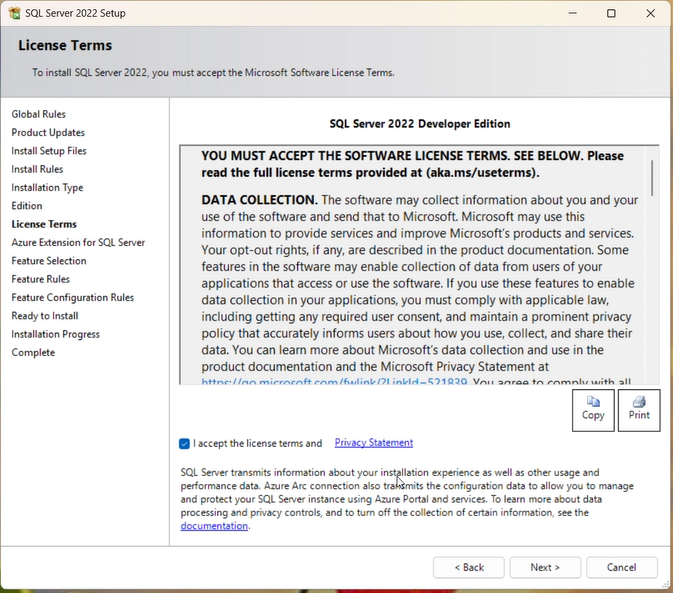 SQL Server 2022 Setup
License Terms
To install SQL Server 2022, you must accept the Microsoft Software License Terms.
Global Rules
Product Updates
Install Setup Files
Install Rules
Installation Type
Edition
License Terms
Azure Extension for SQL Server
Feature Selection
Feature Rules
Feature Configuration Rules
Ready to Install
Installation Progress
Complete
SQL Server 2022 Developer Edition
YOU MUST ACCEPT THE SOFTWARE LICENSE TERMS. SEE BELOW. Please
read the full license terms provided at (aka.ms/useterms).
DATA COLLECTION. The software may collect information about you and your
use of the software and send that to Microsoft. Microsoft may use this
information to provide services and improve Microsoft's products and services.
Your opt-out rights, if any, are described in the product documentation. Some
features in the software may enable collection of data from users of your
applications that access or use the software. If you use these features to enable
data collection in your applications, you must comply with applicable law,
including getting any required user consent, and maintain a prominent privacy
policy that accurately informs users about how you use, collect, and share their
data. You can learn more about Microsoft's data collection and use in the
product documentation and the Microsoft Privacy Statement at
https://go.microsoft.com/fwlink/?LinkId=521839. You agree to comply with all
Copy
Print
I accept the license terms and Privacy Statement
SQL Server transmits information about your installation experience as well as other usage and
performance data. Azure Arc connection also transmits the configuration data to allow you to manage
and protect your SQL Server instance using Azure Portal and services. To learn more about data
processing and privacy controls, and to turn off the collection of certain information, see the
documentation.
< Back
Next >
Cancel